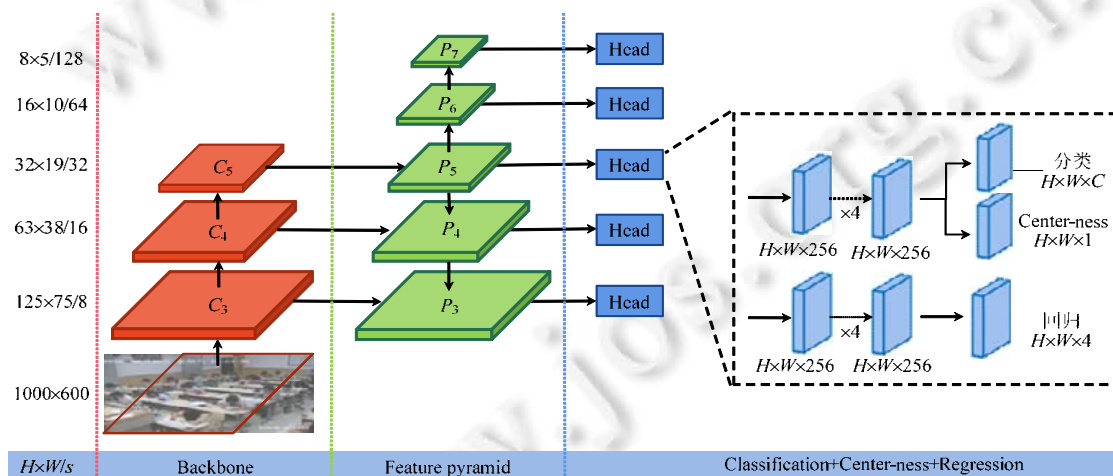 8×5/128
16×10/64
32×19/32
63×38/16
125×75/8
1000×600
H×W/s
C5
C4
C3
Backbone
P7
P6
P5
P4
P3
Feature pyramid
Head
Head
Head
Head
Head
×4
H×W×256
H×W×256
分类
H×W×C
Center-ness
H×W×1
×4
H×W×256
H×W×256
回归
H×W×4
Classification+Center-ness+Regression